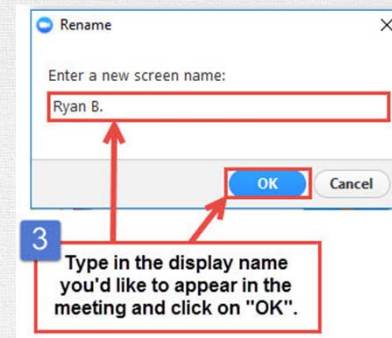 Rename
Enter a new screen name:
Ryan B.
OK
Cancel
3
Type in the display name
you'd like to appear in the
meeting and click on "OK".